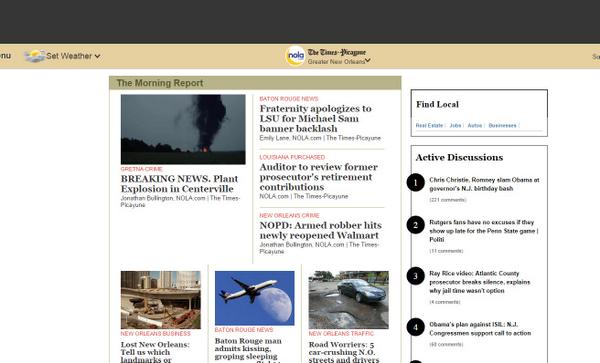 nu
Set Weather
nola
The Times-Picayune
Greater New Orleans
The Morning Report
GRETNA CRIME
BREAKING NEWS. Plant
Explosion in Centerville
Jonathan Bullington, NOLA.com | The Times-
Picayune
BATON ROUGE NEWS
Fraternity apologizes to
LSU for Michael Sam
banner backlash
Emily Lane, NOLA.com | The Times-Picayune
LOUISIANA PURCHASED
Auditor to review former
prosecutor's retirement
contributions
NEW ORLEANS CRIME
NOPD: Armed robber hits
newly reopened Walmart
Jonathan Bullington, NOLA.com | The Times-
Picayune
NEW ORLEANS BUSINESS
Lost New Orleans:
Tell us which
landmarks or
BATON ROUGE NEWS
Baton Rouge man
admits kissing,
groping sleeping
NEW ORLEANS TRAFFIC
Road Worriers: 5
car-crushing N.O.
streets and drivers
Find Local
Real Estate | Jobs | Autos | Businesses |
Active Discussions
1
Chris Christie, Romney slam Obama at
governor's N.J. birthday bash
(221 comments)
2
Rutgers fans have no excuses if they
show up late for the Penn State game |
Politi
(11 comments)
3
Ray Rice video: Atlantic County
prosecutor breaks silence, explains
why jail time wasn't option
(4 comments)
4
Obama's plan against ISIL: N.J.
Congressmen support call to action
(60 comments)